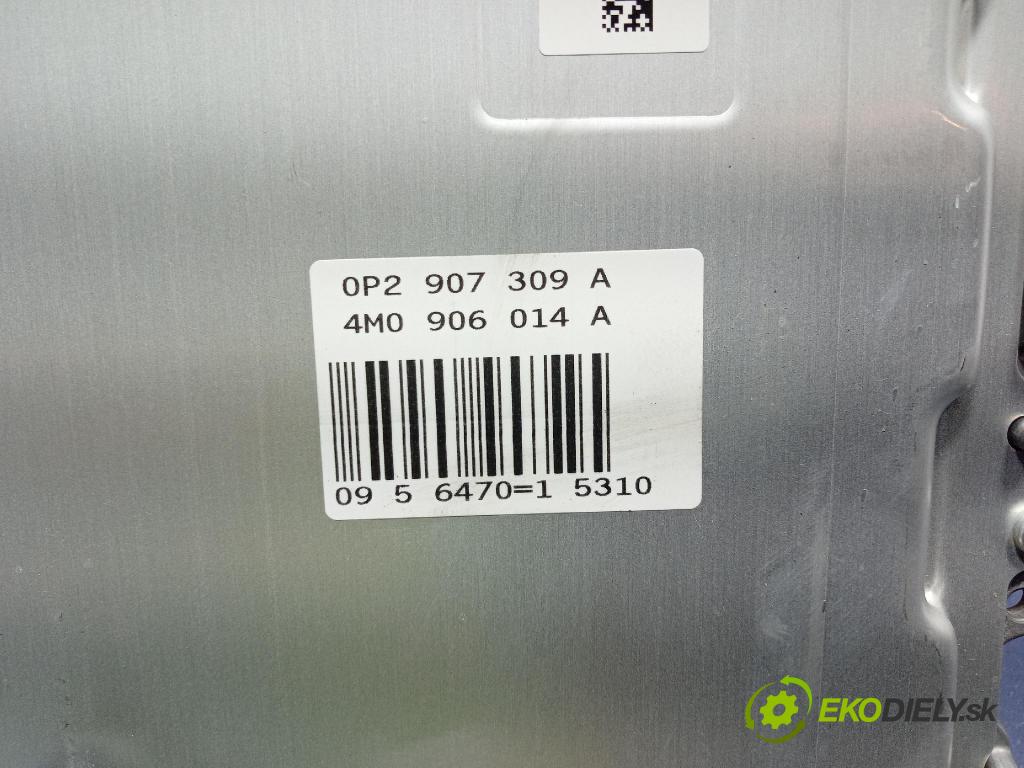 0P2 907 309 A
4M0 906 014 A
09 5 6470=1 5310
EKODIELY.sk